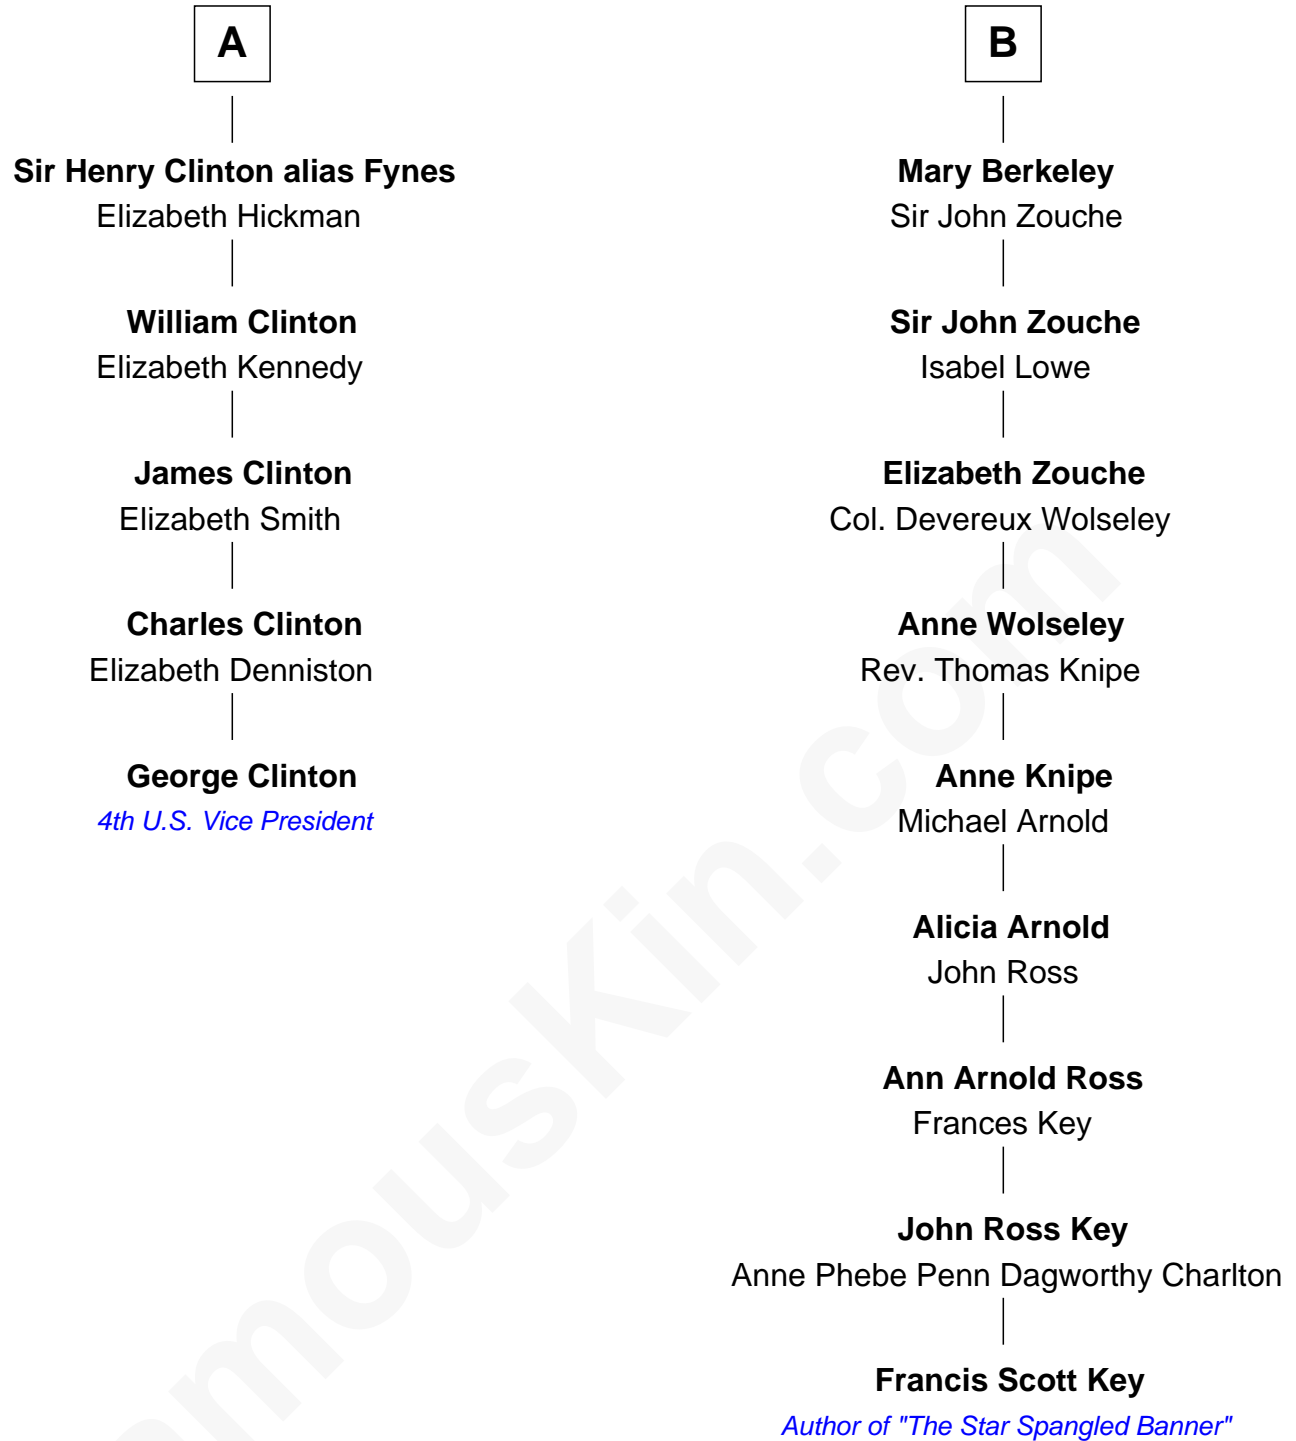 A
Sir Henry Clinton alias Fynes
Elizabeth Hickman
William Clinton
Elizabeth Kennedy
James Clinton
Elizabeth Smith
Charles Clinton
Elizabeth Denniston
George Clinton
4th U.S. Vice President
B
Mary Berkeley
Sir John Zouche
Sir John Zouche
Isabel Lowe
Elizabeth Zouche
Col. Devereux Wolseley
Anne Wolseley
Rev. Thomas Knipe
Anne Knipe
Michael Arnold
Alicia Arnold
John Ross
Ann Arnold Ross
Frances Key
John Ross Key
Anne Phebe Penn Dagworthy Charlton
Francis Scott Key
Author of "The Star Spangled Banner"
amouskin.com